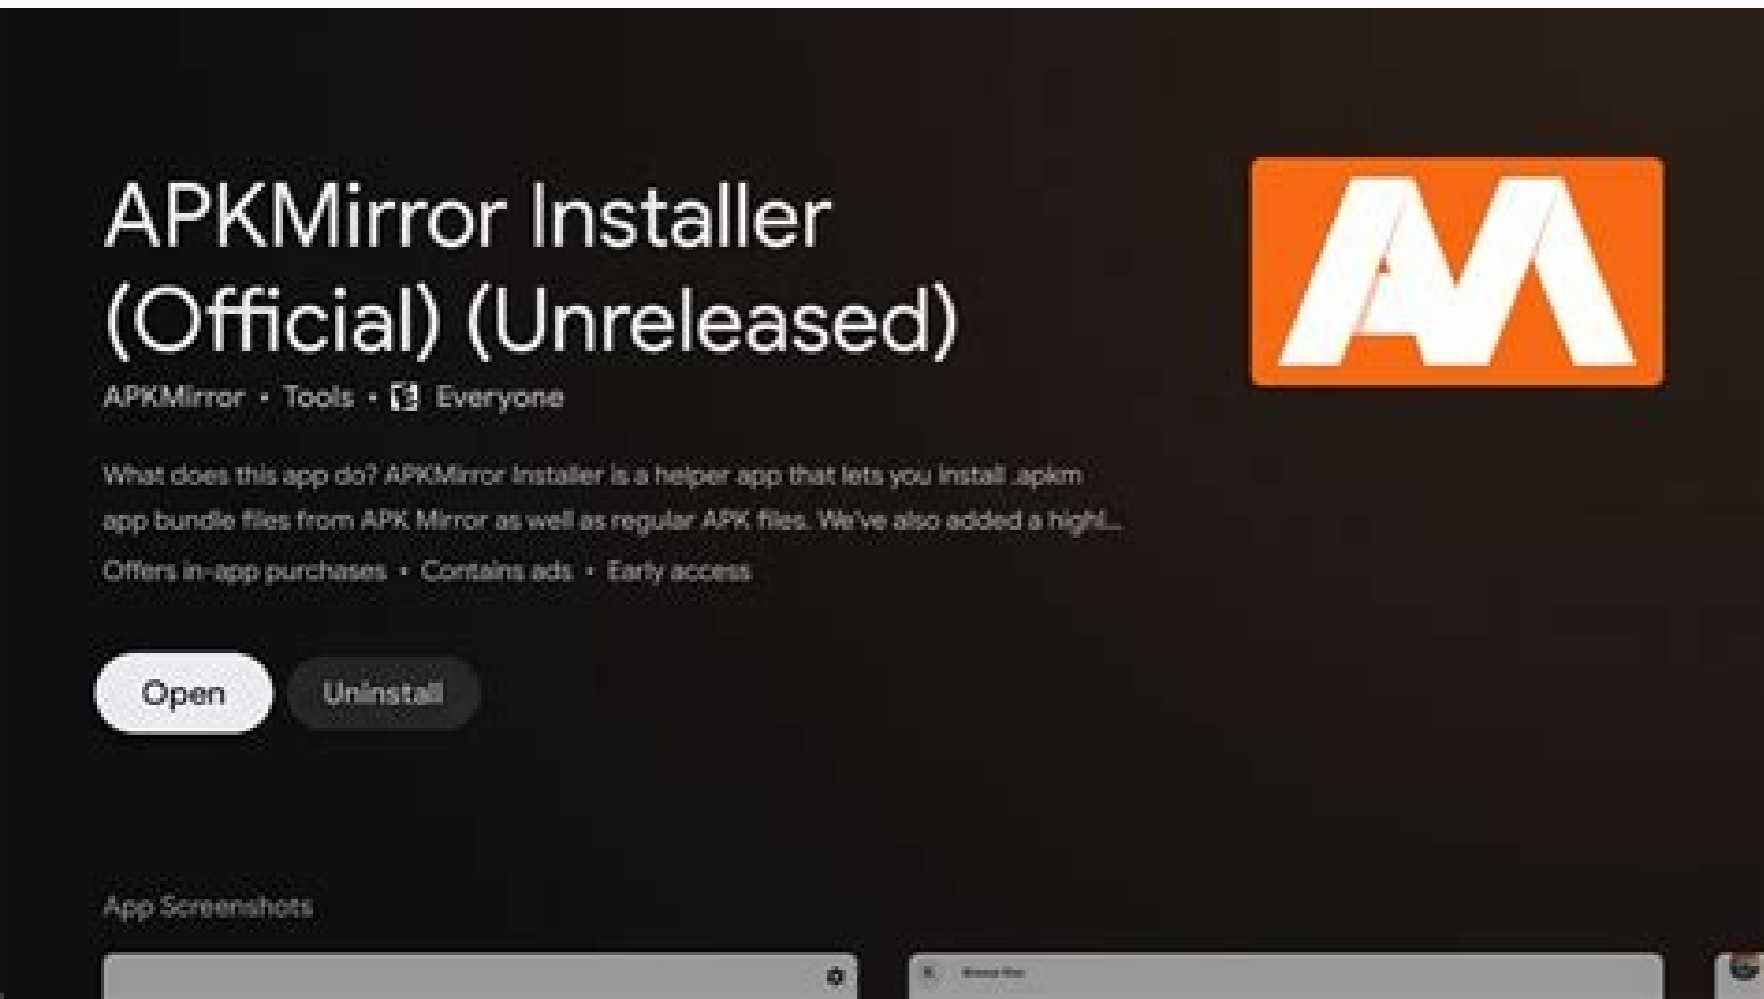 APKMirror Installer
(Official) (Unreleased)
APKMirror • Tools • Everyone
What does this app do? APKMirror Installer is a helper app that lets you install .apkm
app bundle files from APK Mirror as well as regular APK files. We've also added a highl...
Offers in-app purchases • Contains ads • Early access
Open Uninstall
App Screenshots